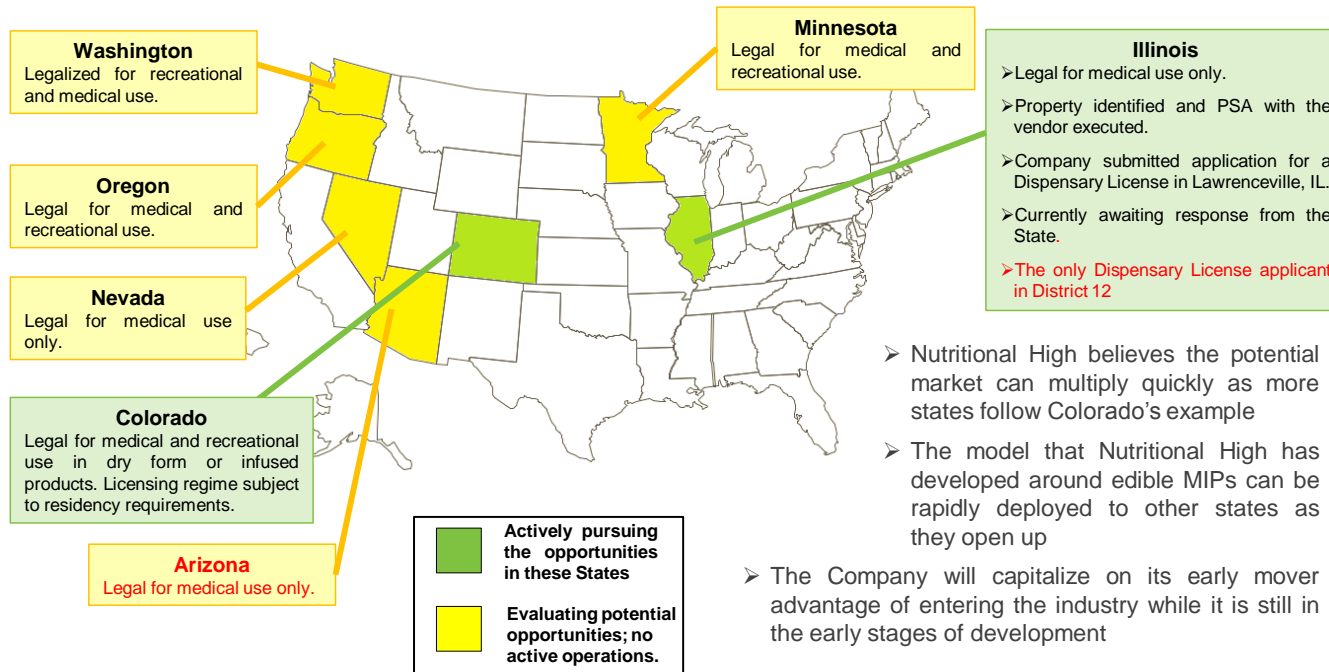 Washington
Legalized for recreational
and medical use.
Oregon
Legal for medical and
recreational use.
Nevada
Legal for medical use
only.
Colorado
Legal for medical and recreational
use in dry form or infused
products. Licensing regime subject
to residency requirements.
Arizona
Legal for medical use only.
Minnesota
Legal for medical and
recreational use.
Illinois
➢Legal for medical use only.
➢Property identified and PSA with the
vendor executed.
➢Company submitted application for a
Dispensary License in Lawrenceville, IL.
➢Currently awaiting response from the
State.
➢The only Dispensary License applicant
in District 12
Actively pursuing
the opportunities
in these States
Evaluating potential
opportunities; no
active operations.
➢ Nutritional High believes the potential
market can multiply quickly as more
states follow Colorado’s example
➢ The model that Nutritional High has
developed around edible MIPs can be
rapidly deployed to other states as
they open up
➢ The Company will capitalize on its early mover
advantage of entering the industry while it is still in
the early stages of development